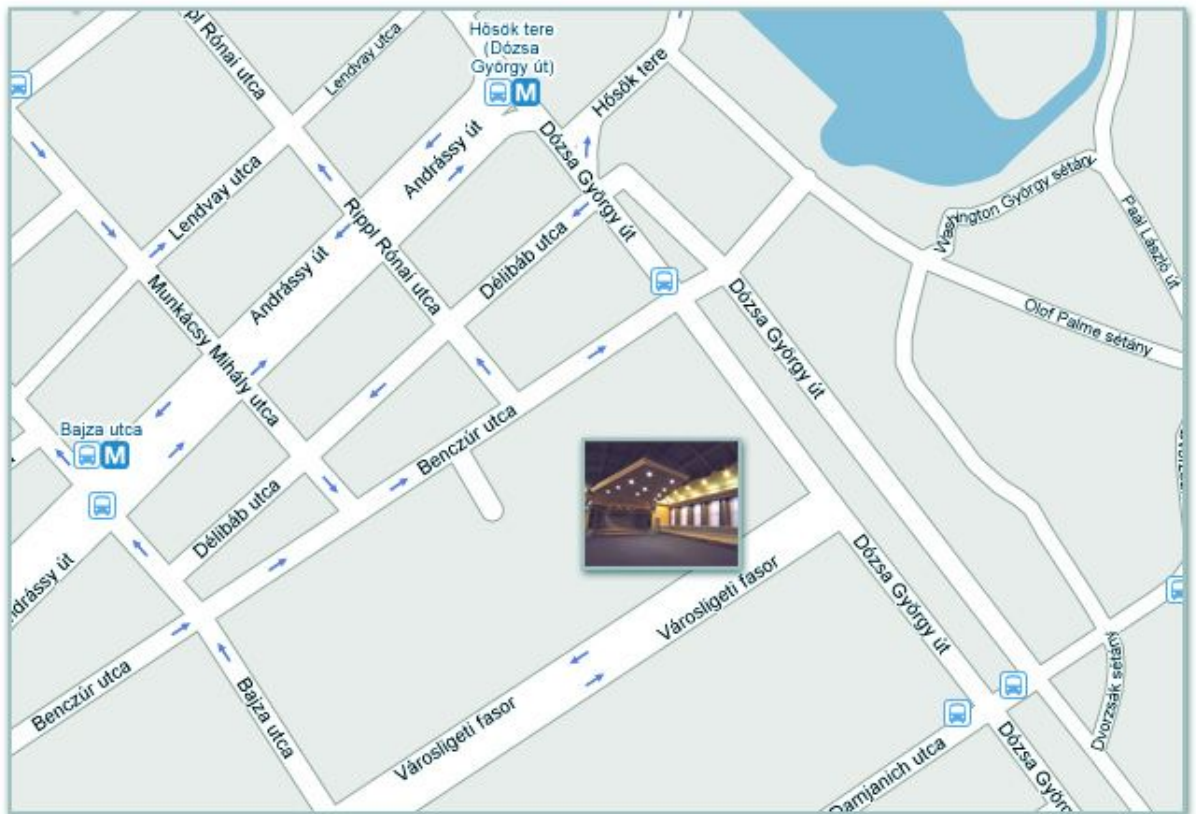 Rippl Rónai utca
Lendvay utca
Hősök tere
(Dózsa
György út)
M
Hősök tere
Lendvay utca
Andrássy út
Dózsa György út
Rippl Rónai utca
Washington György sétány
Paál László út
Andrássy út
Délibáb utca
Munkácsy Mihály utca
Dózsa György út
Olof Palme sétány
Bajza utca
M
Benczúr utca
Délibáb utca
Andrássy út
Városligeti fasor
Dózsa György út
Benczúr utca
Bajza utca
Városligeti fasor
Dvorzsák sétány
Damjanich utca
Dózsa György